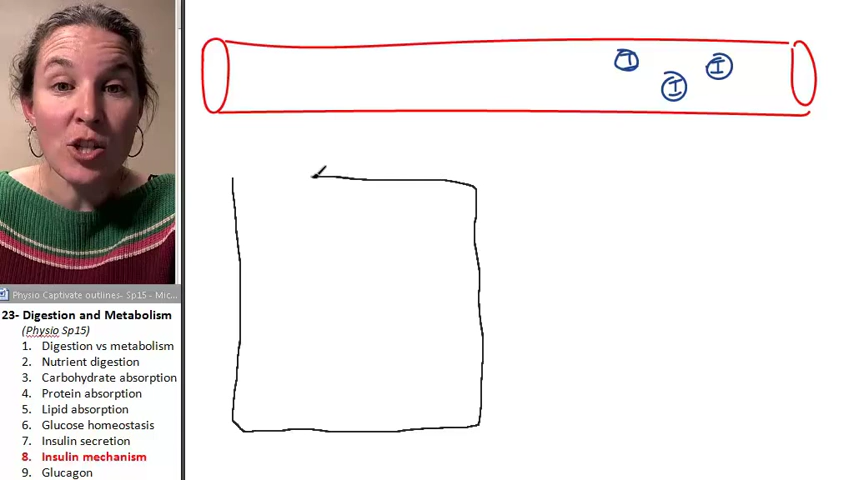 I
I
I
Physio Captivate outlines- Sp15 - Mic...
23- Digestion and Metabolism
(Physio Sp15)
1. Digestion vs metabolism
2. Nutrient digestion
3. Carbohydrate absorption
4. Protein absorption
5. Lipid absorption
6. Glucose homeostasis
7. Insulin secretion
8. Insulin mechanism
9. Glucagon